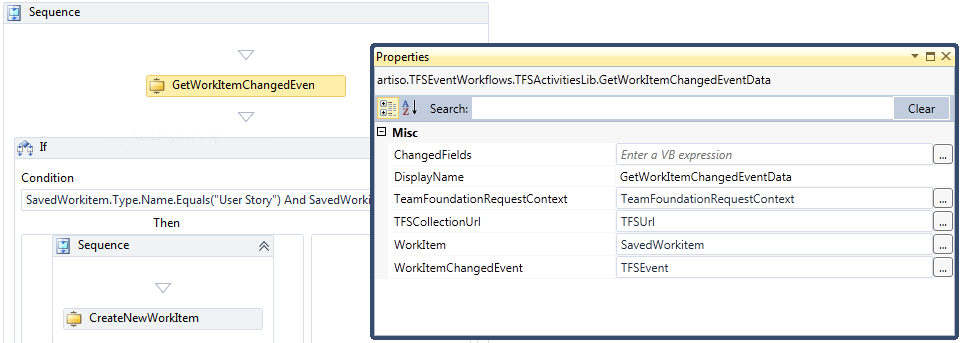 Sequence
GetWorkItemChangedEven
If
Condition
SavedWorkitem.Type.Name.Equals("User Story") And SavedWorki
Then
Sequence
CreateNewWorkItem
Properties
artiso.TFSEventWorkflows.TFSActivitiesLib.GetWorkItemChangedEventData
Search: Clear
Misc
ChangedFields Enter a VB expression ...
DisplayName GetWorkItemChangedEventData
TeamFoundationRequestContext TeamFoundationRequestContext ...
TFSCollectionUrl TFSUrl ...
WorkItem SavedWorkitem ...
WorkItemChangedEvent TFSEvent ...